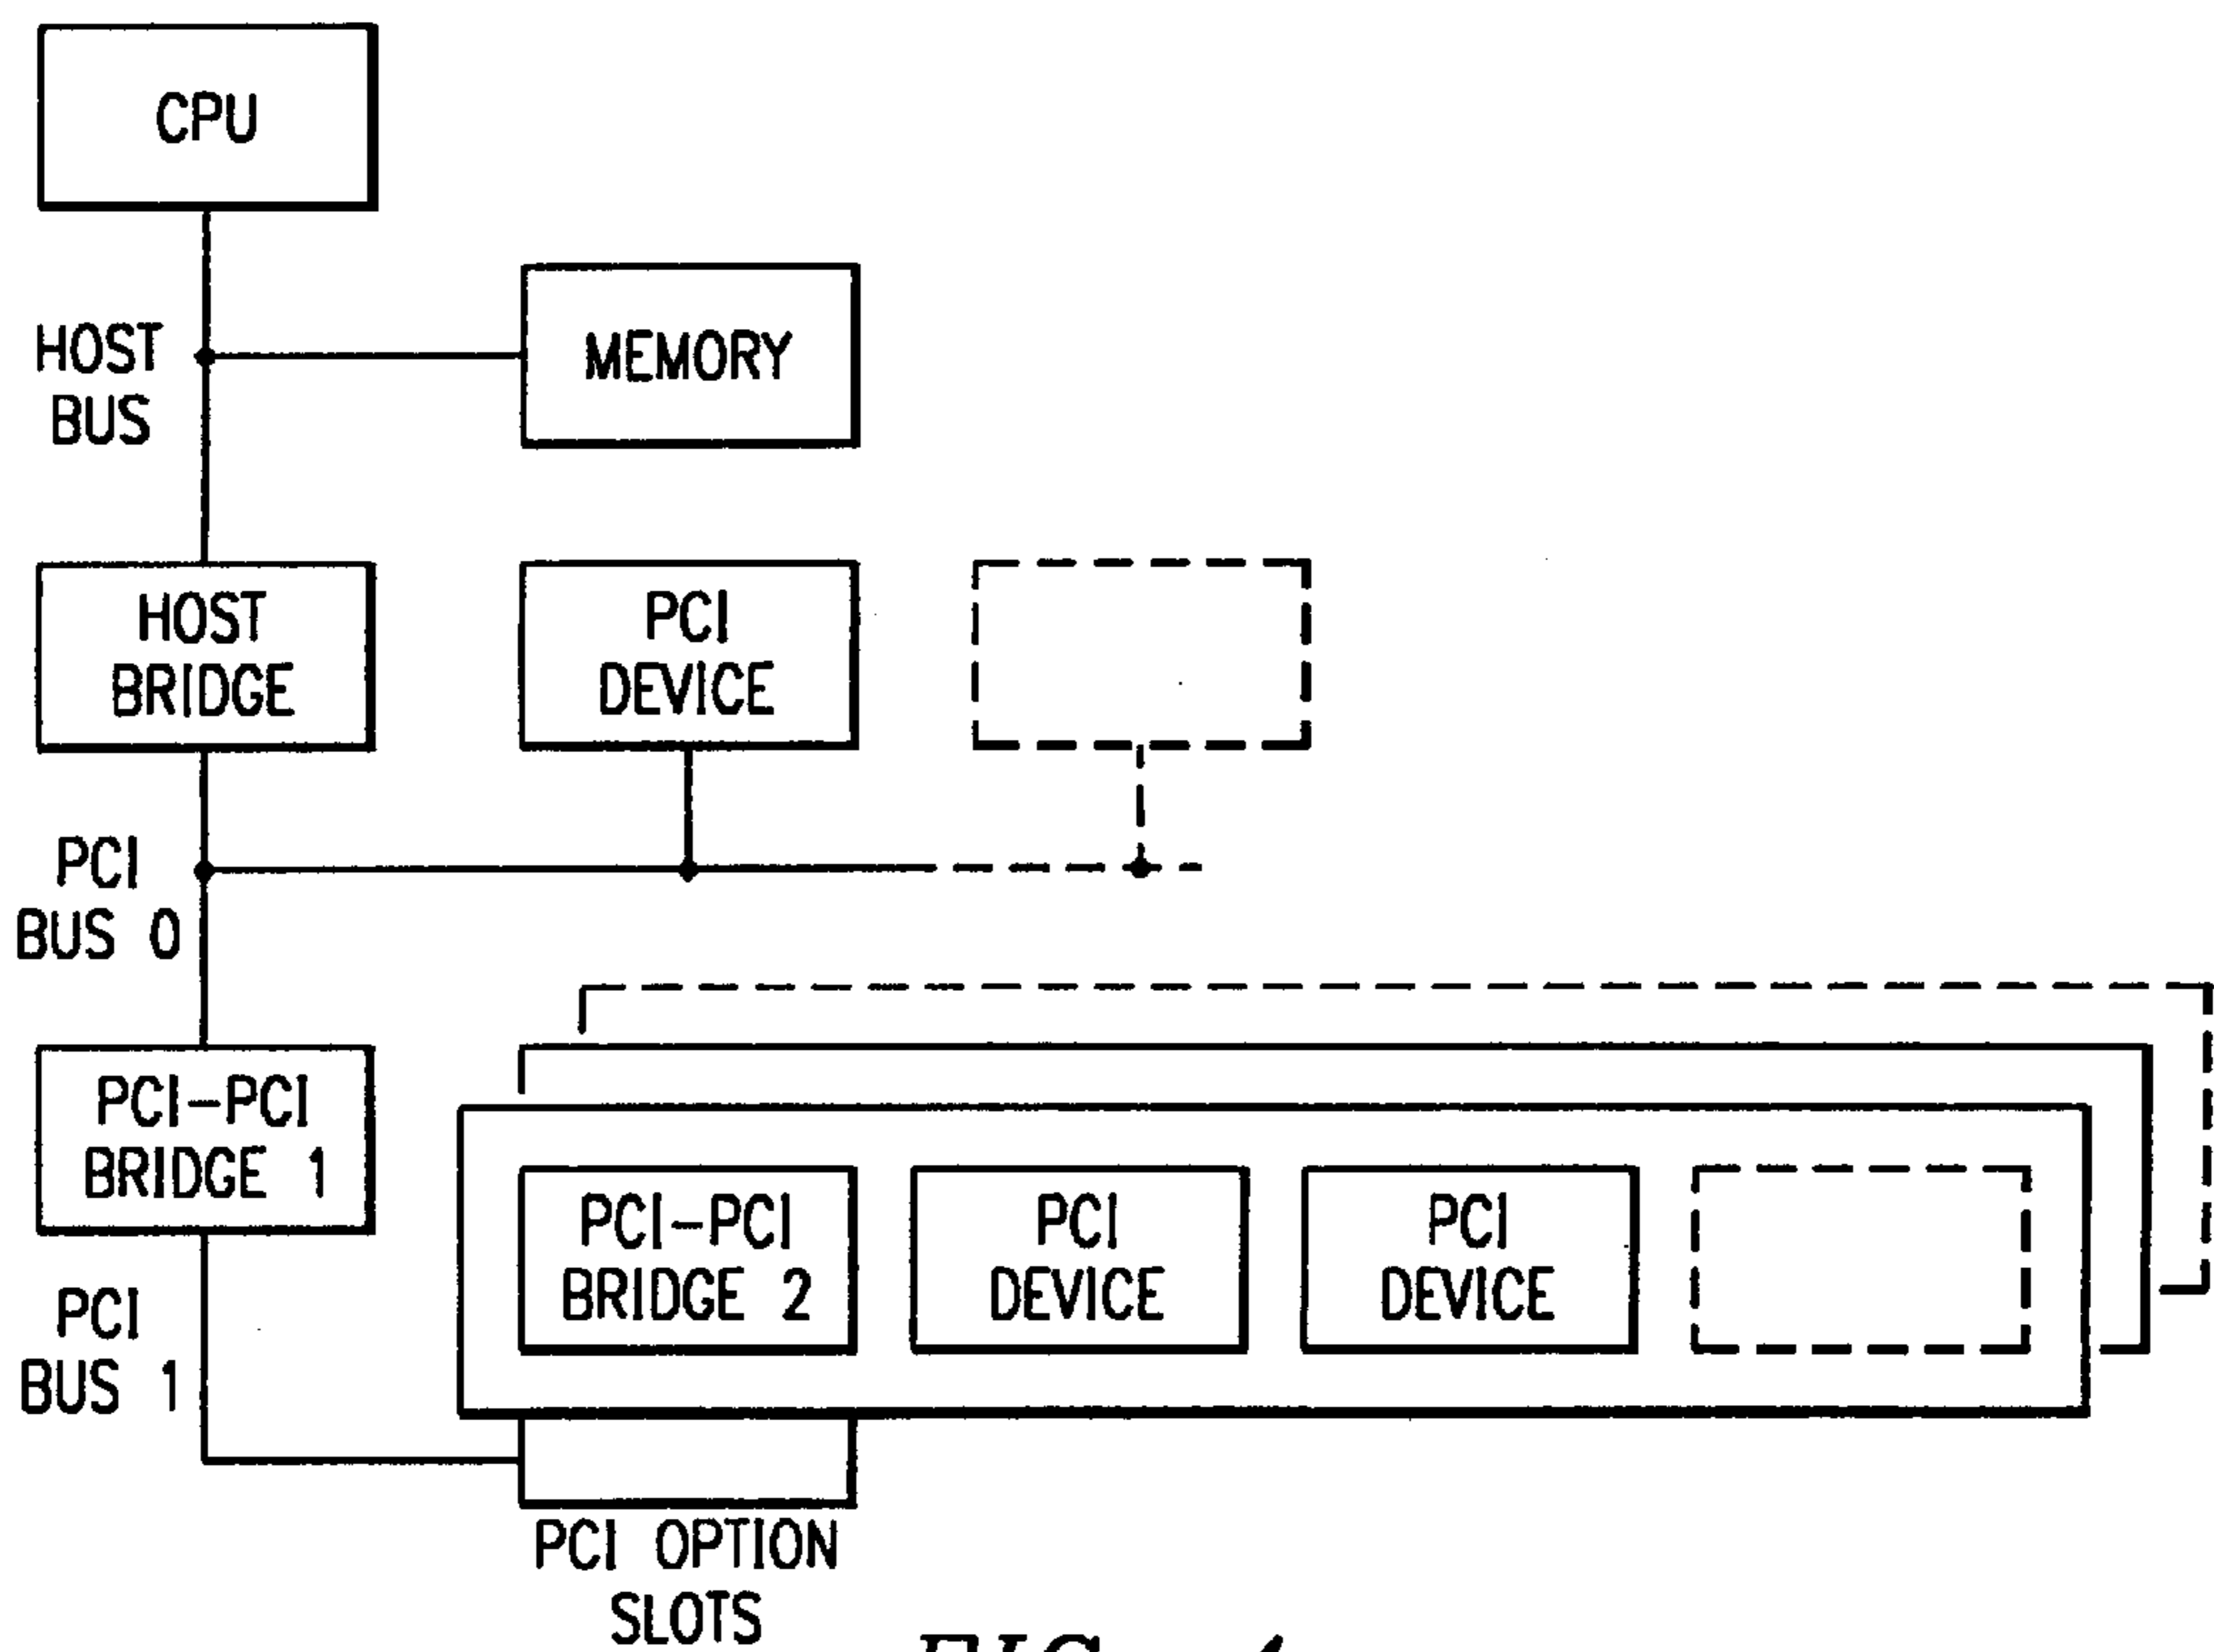 CPU
HOST
BUS
MEMORY
HOST
BRIDGE
PCI
DEVICE
PCI
BUS 0
PCI-PCI
BRIDGE 1
PCI-PCI
BRIDGE 2
PCI
DEVICE
PCI
DEVICE
PCI
BUS 1
PCI OPTION
SLOTS